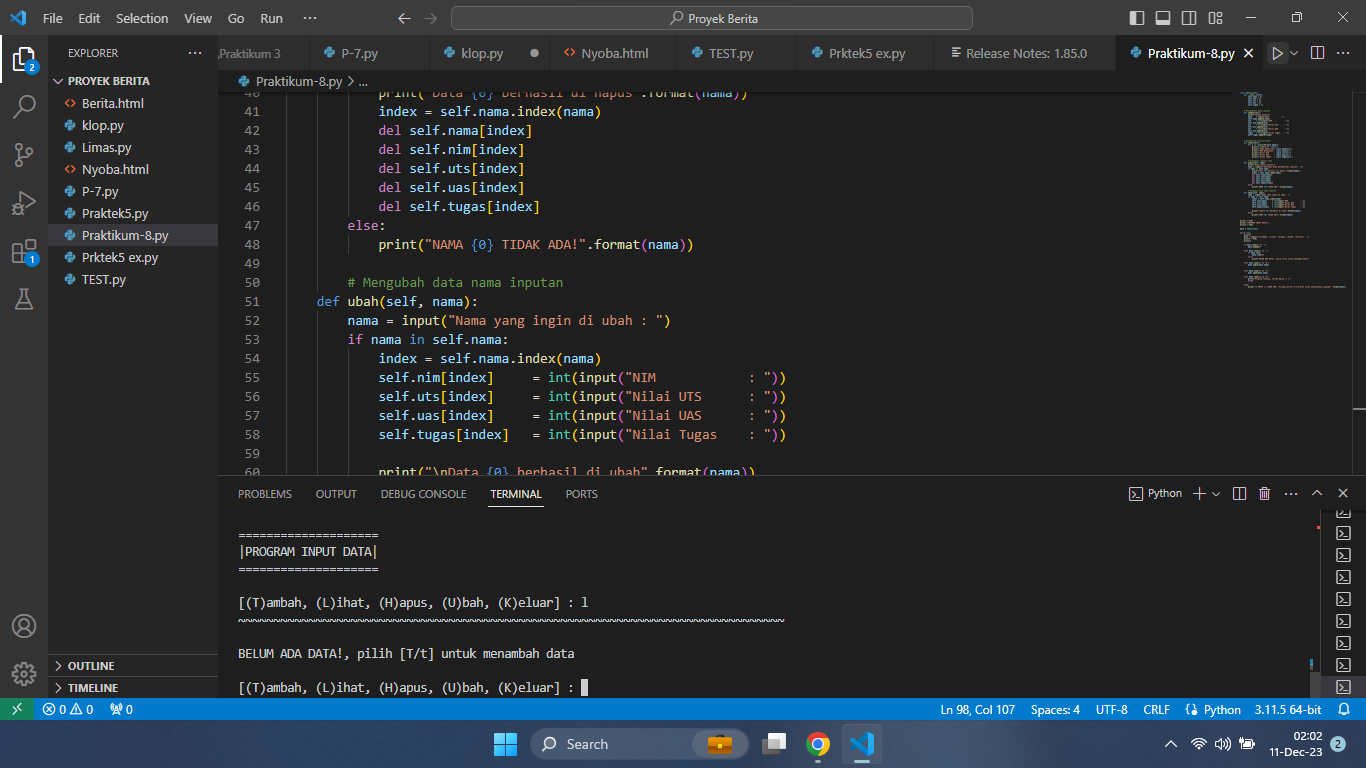 File Edit Selection View Go Run ··· Proyek Berita
EXPLORER ···
PROYEK BERITA
Berita.html
klop.py
Limas.py
Nyoba.html
P-7.py
Praktek5.py
Praktikum-8.py
Prktek5 ex.py
TEST.py
OUTLINE
TIMELINE
2
1
Praktikum 3 P-7.py klop.py Nyoba.html TEST.py Prktek5 ex.py Release Notes: 1.85.0 Praktikum-8.py
Praktikum-8.py > ...
40 print("Data {0} berhasil di hapus".format(nama))
41 index = self.nama.index(nama)
42 del self.nama[index]
43 del self.nim[index]
44 del self.uts[index]
45 del self.uas[index]
46 del self.tugas[index]
47 else:
48 print("NAMA {0} TIDAK ADA!".format(nama))
49
50 # Mengubah data nama inputan
51 def ubah(self, nama):
52 nama = input("Nama yang ingin di ubah : ")
53 if nama in self.nama:
54 index = self.nama.index(nama)
55 self.nim[index] = int(input("NIM : "))
56 self.uts[index] = int(input("Nilai UTS : "))
57 self.uas[index] = int(input("Nilai UAS : "))
58 self.tugas[index] = int(input("Nilai Tugas : "))
59
60 print("\nData {0} berhasil di ubah".format(nama))
PROBLEMS OUTPUT DEBUG CONSOLE TERMINAL PORTS Python
====================
|PROGRAM INPUT DATA|
====================
[(T)ambah, (L)ihat, (H)apus, (U)bah, (K)eluar] : l
~~~~~~~~~~~~~~~~~~~~~~~~~~~~~~~~~~~~~~~~~~~~~~~~~~~~~~~~~~~~~~~~~~~~~~~~~~~~~~
BELUM ADA DATA!, pilih [T/t] untuk menambah data
[(T)ambah, (L)ihat, (H)apus, (U)bah, (K)eluar] :
0 0 0 Ln 98, Col 107 Spaces: 4 UTF-8 CRLF Python 3.11.5 64-bit
Search
02:02
11-Dec-23
2